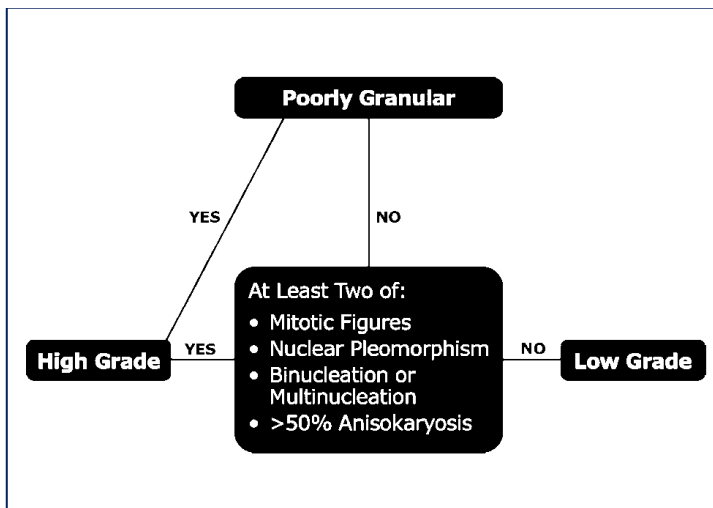 Poorly Granular
YES
NO
At Least Two of:
• Mitotic Figures
• Nuclear Pleomorphism
• Binucleation or
Multinucleation
• >50% Anisokaryosis
High Grade
YES
NO
Low Grade